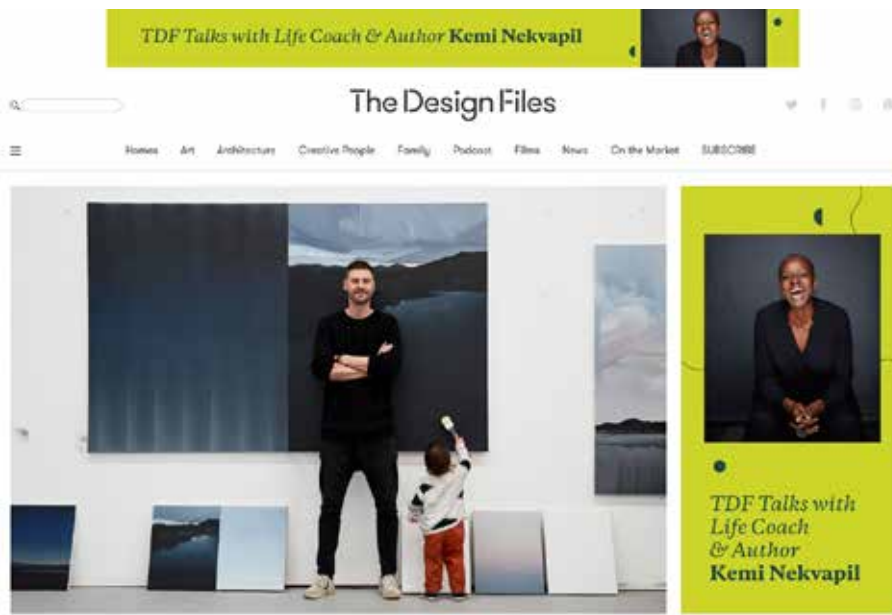 TDF Talks with Life Coach & Author Kemi Nekvapil
The Design Files
Homes Art Architecture Creative People Family Podcast Films News On the Market SUBSCRIBE
TDF Talks with
Life Coach
& Author
Kemi Nekvapil